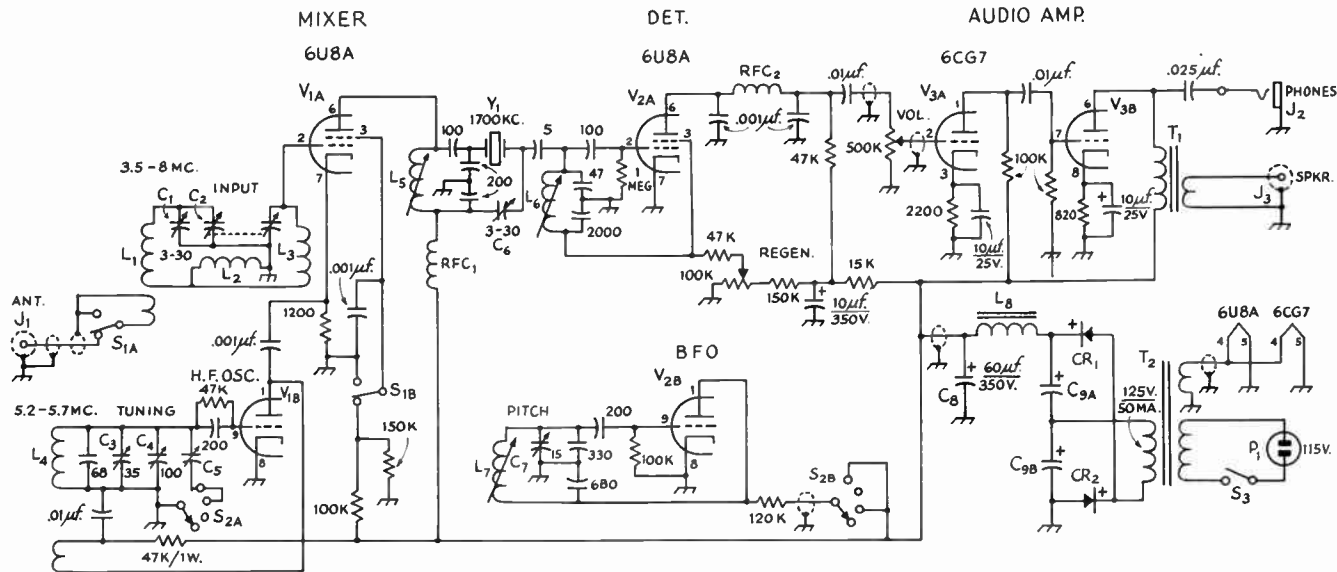 MIXER
DET.
AUDIO AMP.
6U8A
6U8A
6CG7
V1A
6
2
3
7
3.5–8 MC.
INPUT
C1
C2
3-30
L1
L2
L3
ANT.
J1
S1A
100
Y1
1700KC.
5
100
200
L5
3-30
C6
RFC1
L6
47
2000
1 MEG
V2A
6
2
3
7
RFC2
.001µf.
.01µf.
47K
VOL.
500K
V3A
1
2
3
2200
10µf
25V.
100K
.01µf.
V3B
6
7
8
820
10µf
25V
.025µf.
T1
PHONES
J2
SPKR.
J3
47K
REGEN.
100K
150K
10µf.
350V.
15K
.001µf.
1200
.001µf.
S1B
150K
100K
H.F. OSC.
47K
V1B
1
9
8
200
5.2–5.7MC.
TUNING
L4
68
C3
35
C4
100
C5
S2A
.01µf.
47K/1W.
BFO
V2B
1
9
8
PITCH
200
L7
C7
15
330
680
100K
120K
S2B
L8
C8
60µf
350V.
CR1
C9A
C9B
CR2
T2
125V.
50MA.
6U8A
6CG7
4
5
4
5
P1
115V.
S3